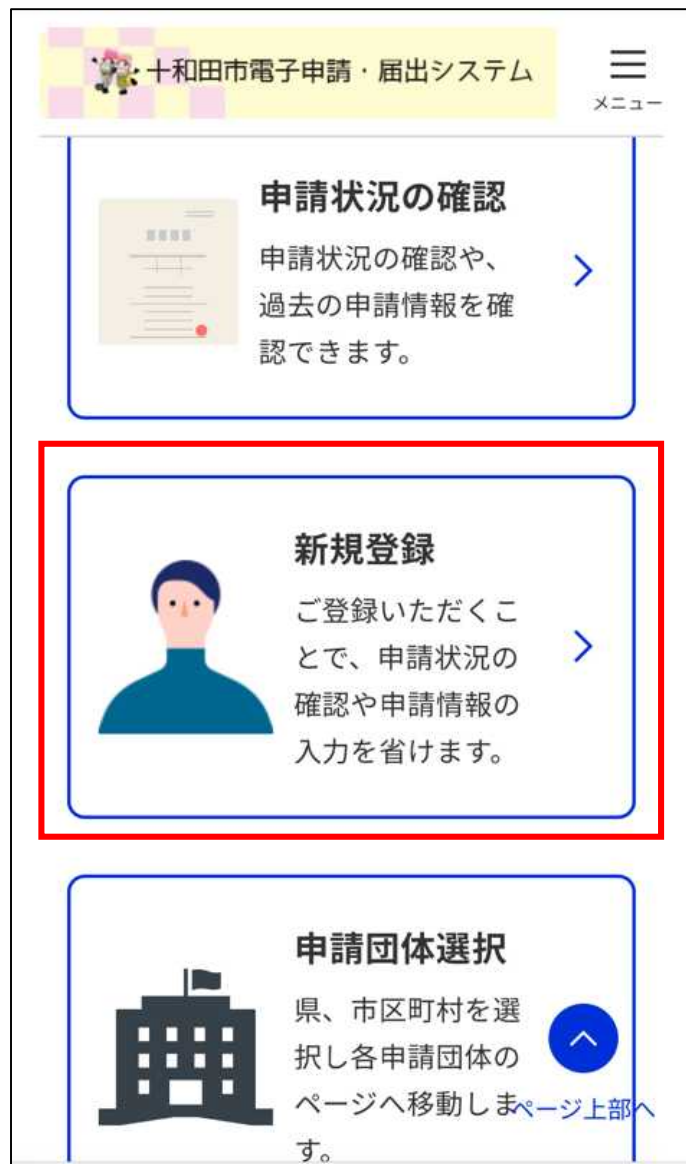 十和田市電子申請・届出システム
メニュー
申請状況の確認
申請状況の確認や、
過去の申請情報を確
認できます。
新規登録
ご登録いただくこ
とで、申請状況の
確認や申請情報の
入力を省けます。
申請団体選択
県、市区町村を選
択し各申請団体の
ページへ移動しま
す。
ページ上部へ